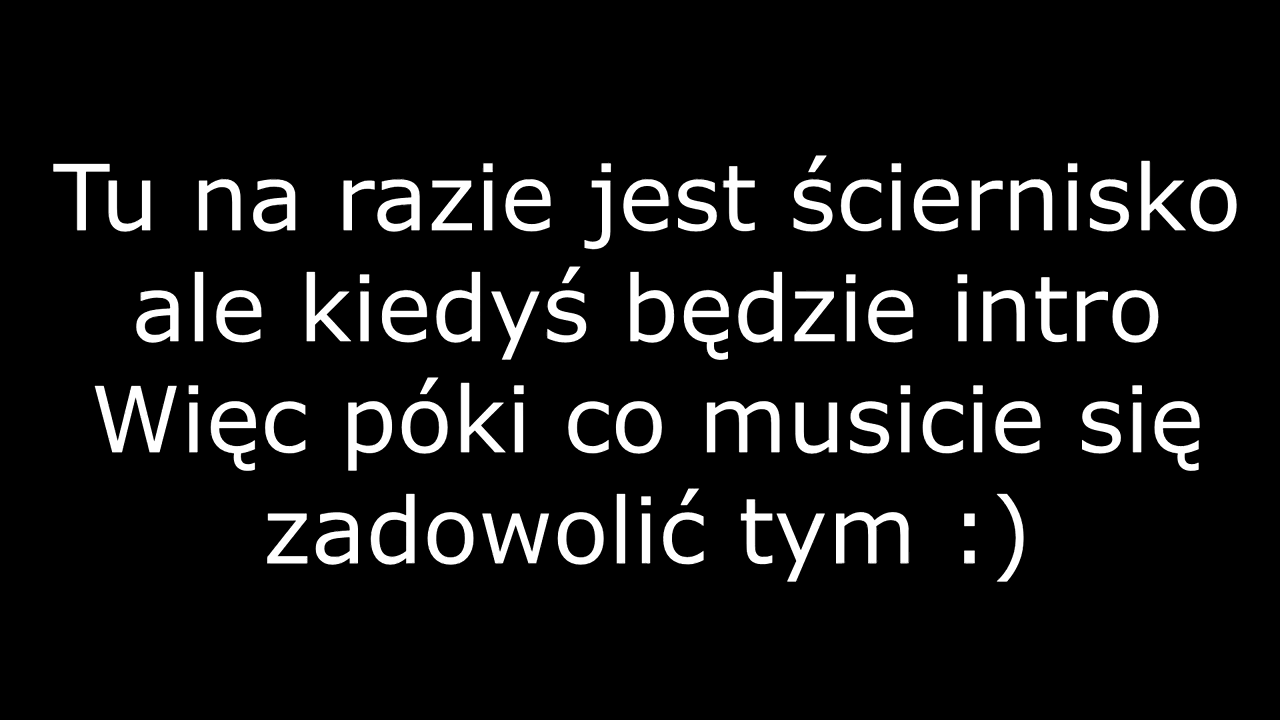 Tu na razie jest ściernisko
ale kiedyś będzie intro
Więc póki co musicie się
zadowolić tym :)